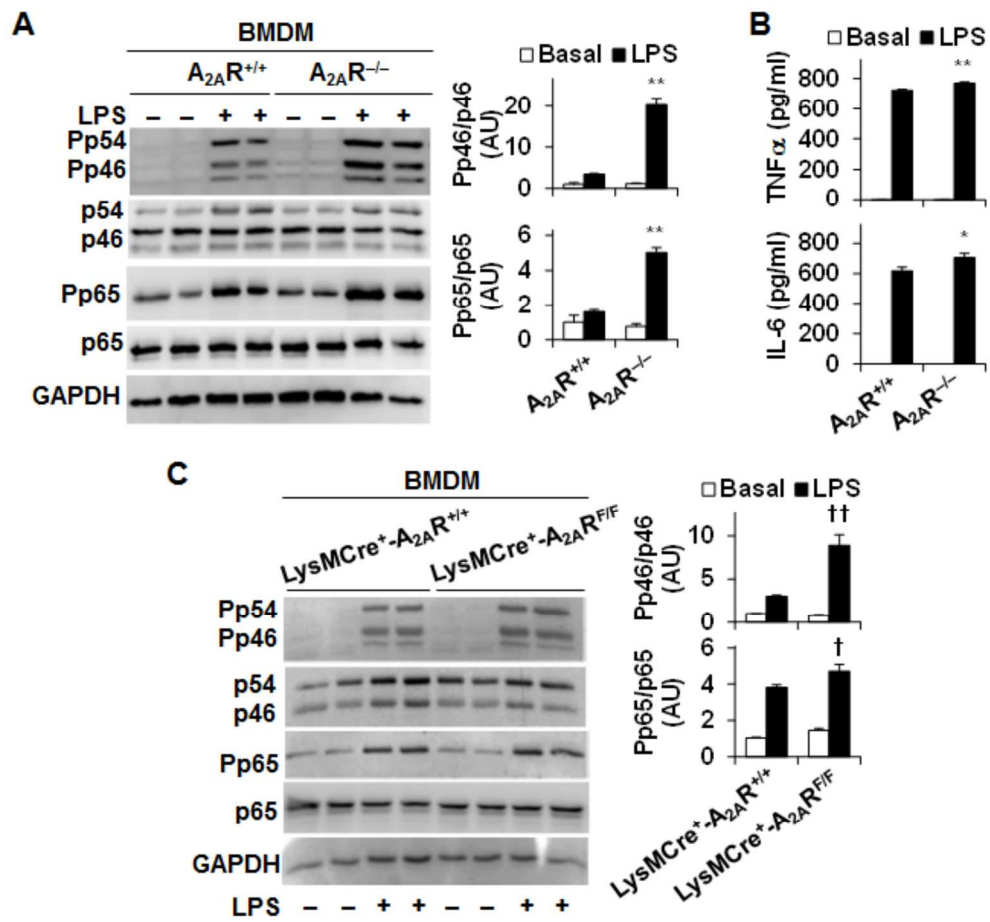 A
BMDM
A2AR+/+ A2AR−/−
LPS − − + + − − + +
Pp54
Pp46
p54
p46
Pp65
p65
GAPDH
Basal LPS
Pp46/p46
(AU)
20
10
0
**
Pp65/p65
(AU)
6
4
2
0
**
A2AR+/+ A2AR−/−
B
Basal LPS
TNFα (pg/ml)
800
600
400
200
0
**
IL-6 (pg/ml)
800
600
400
200
0
*
A2AR+/+ A2AR−/−
C
BMDM
LysMCre+-A2AR+/+ LysMCre+-A2ARF/F
Pp54
Pp46
p54
p46
Pp65
p65
GAPDH
LPS − − + + − − + +
Basal LPS
Pp46/p46
(AU)
10
5
0
††
Pp65/p65
(AU)
6
4
2
0
†
LysMCre+-A2AR+/+ LysMCre+-A2ARF/F